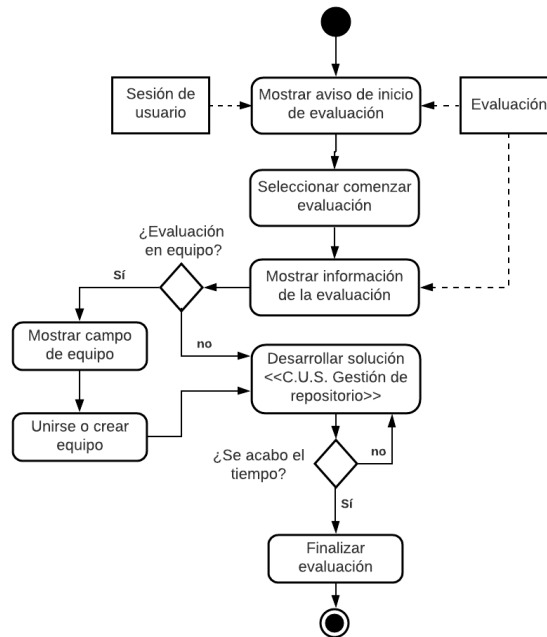 Sesión de
usuario
Mostrar aviso de inicio
de evaluación
Evaluación
Seleccionar comenzar
evaluación
¿Evaluación
en equipo?
Mostrar información
de la evaluación
Sí
no
Mostrar campo
de equipo
Desarrollar solución
<<C.U.S. Gestión de
repositorio>>
Unirse o crear
equipo
¿Se acabo el
tiempo?
no
Sí
Finalizar
evaluación